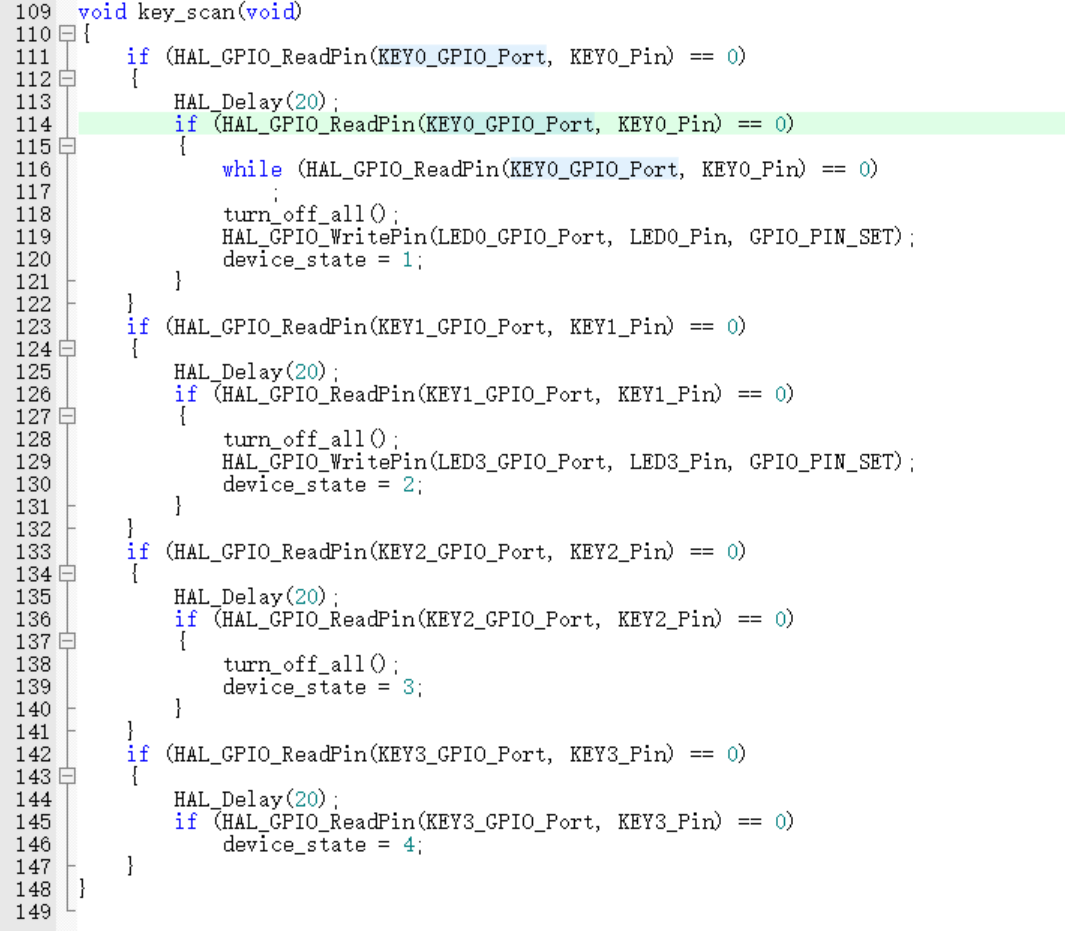 109 void key_scan(void)
110 {
111     if (HAL_GPIO_ReadPin(KEY0_GPIO_Port, KEY0_Pin) == 0)
112     {
113         HAL_Delay(20);
114         if (HAL_GPIO_ReadPin(KEY0_GPIO_Port, KEY0_Pin) == 0)
115         {
116             while (HAL_GPIO_ReadPin(KEY0_GPIO_Port, KEY0_Pin) == 0)
117                 ;
118             turn_off_all();
119             HAL_GPIO_WritePin(LED0_GPIO_Port, LED0_Pin, GPIO_PIN_SET);
120             device_state = 1;
121         }
122     }
123     if (HAL_GPIO_ReadPin(KEY1_GPIO_Port, KEY1_Pin) == 0)
124     {
125         HAL_Delay(20);
126         if (HAL_GPIO_ReadPin(KEY1_GPIO_Port, KEY1_Pin) == 0)
127         {
128             turn_off_all();
129             HAL_GPIO_WritePin(LED3_GPIO_Port, LED3_Pin, GPIO_PIN_SET);
130             device_state = 2;
131         }
132     }
133     if (HAL_GPIO_ReadPin(KEY2_GPIO_Port, KEY2_Pin) == 0)
134     {
135         HAL_Delay(20);
136         if (HAL_GPIO_ReadPin(KEY2_GPIO_Port, KEY2_Pin) == 0)
137         {
138             turn_off_all();
139             device_state = 3;
140         }
141     }
142     if (HAL_GPIO_ReadPin(KEY3_GPIO_Port, KEY3_Pin) == 0)
143     {
144         HAL_Delay(20);
145         if (HAL_GPIO_ReadPin(KEY3_GPIO_Port, KEY3_Pin) == 0)
146             device_state = 4;
147     }
148 }
149